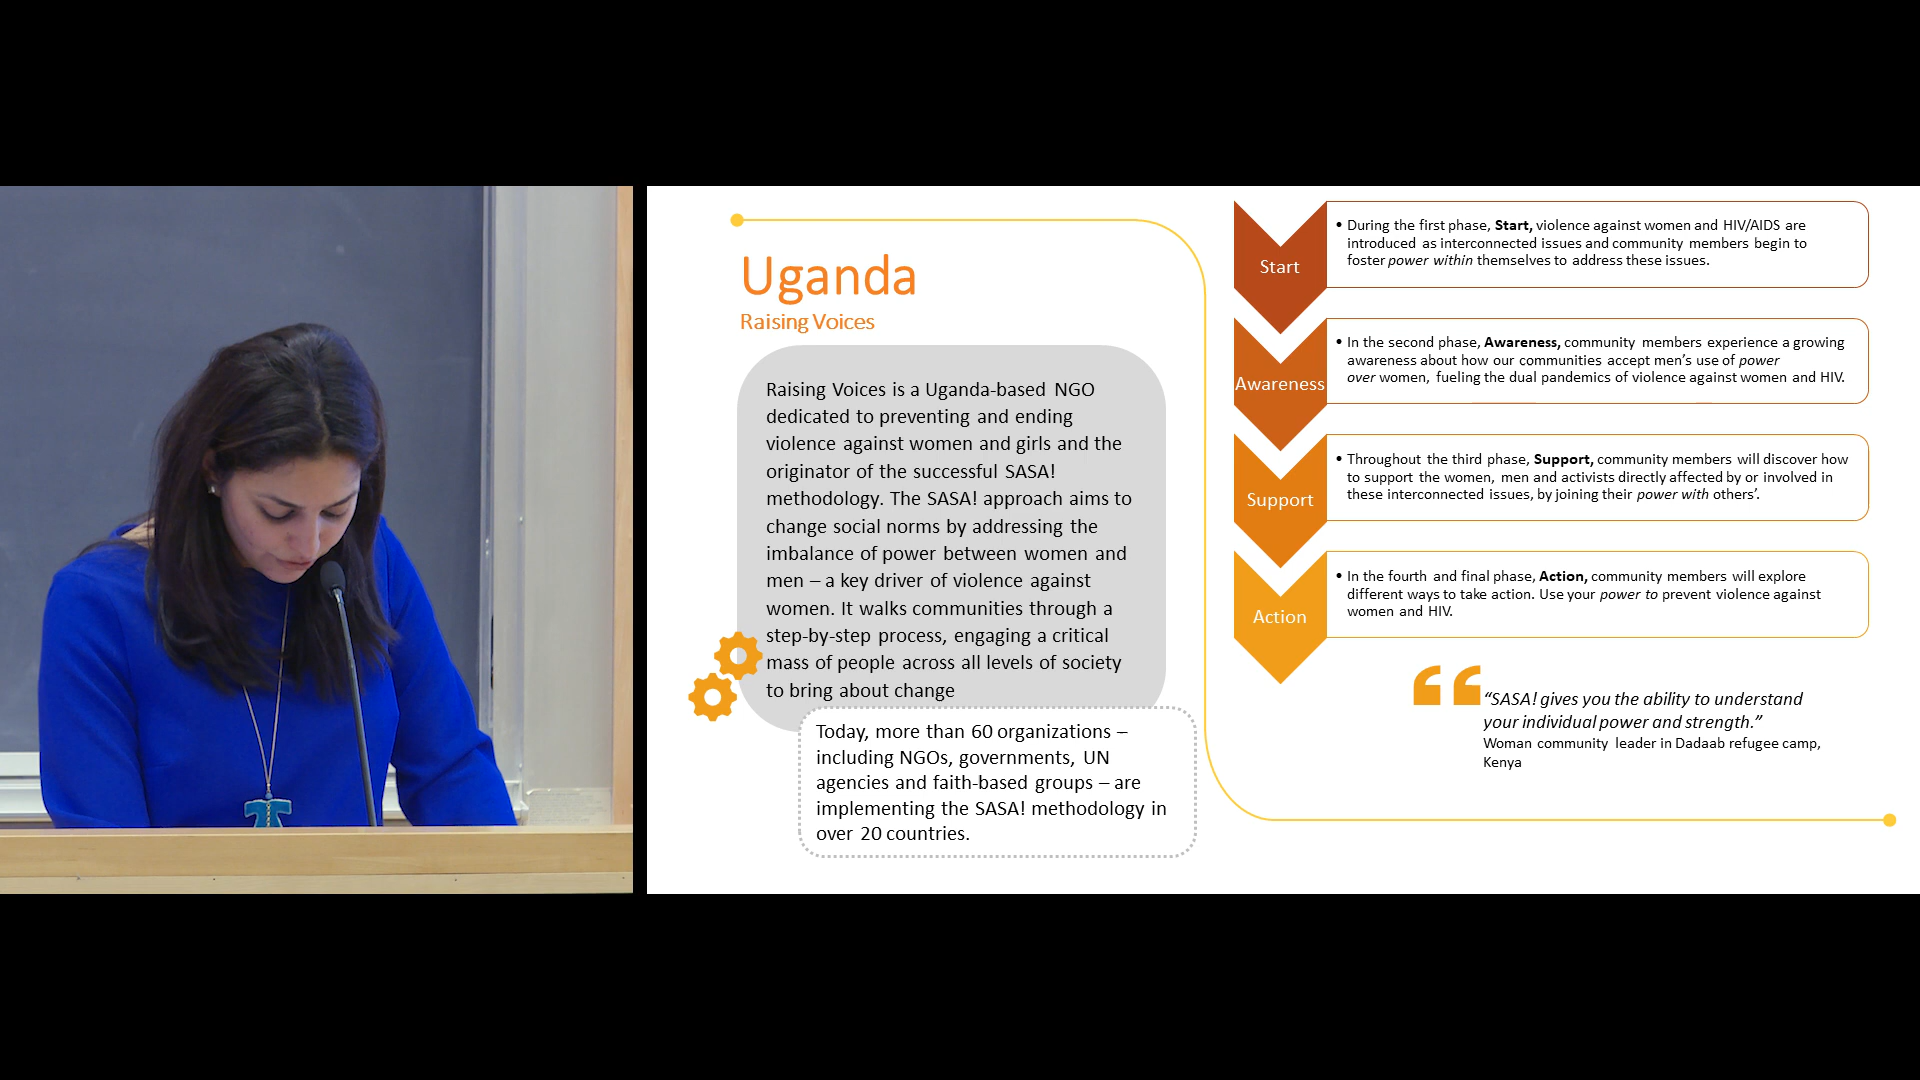 Uganda
Raising Voices
Raising Voices is a Uganda-based NGO
dedicated to preventing and ending
violence against women and girls and the
originator of the successful SASA!
methodology. The SASA! approach aims to
change social norms by addressing the
imbalance of power between women and
men – a key driver of violence against
women. It walks communities through a
step-by-step process, engaging a critical
mass of people across all levels of society
to bring about change
Today, more than 60 organizations –
including NGOs, governments, UN
agencies and faith-based groups – are
implementing the SASA! methodology in
over 20 countries.
Start
• During the first phase, Start, violence against women and HIV/AIDS are
introduced as interconnected issues and community members begin to
foster power within themselves to address these issues.
Awareness
• In the second phase, Awareness, community members experience a growing
awareness about how our communities accept men’s use of power
over women, fueling the dual pandemics of violence against women and HIV.
Support
• Throughout the third phase, Support, community members will discover how
to support the women, men and activists directly affected by or involved in
these interconnected issues, by joining their power with others’.
Action
• In the fourth and final phase, Action, community members will explore
different ways to take action. Use your power to prevent violence against
women and HIV.
“SASA! gives you the ability to understand
your individual power and strength.”
Woman community leader in Dadaab refugee camp,
Kenya